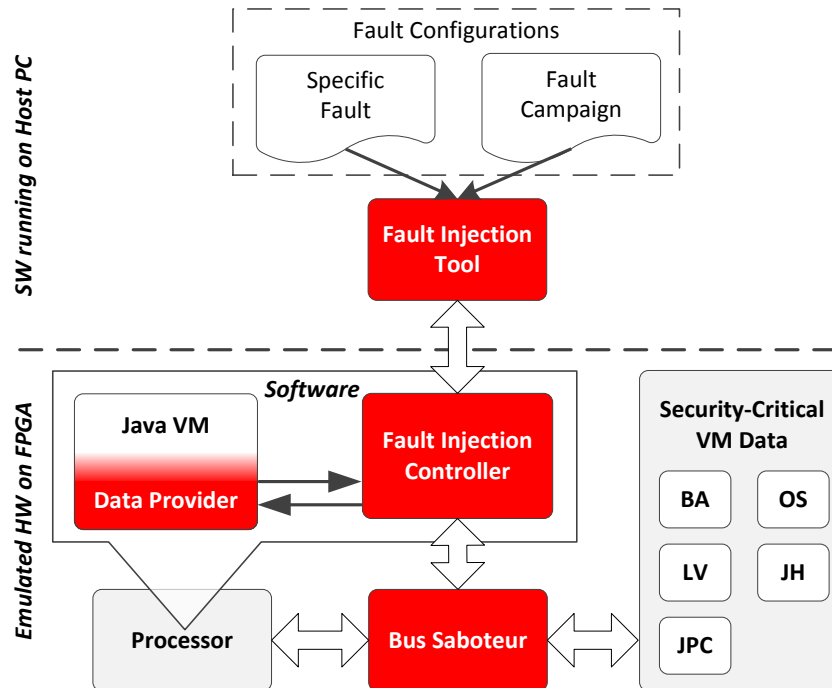 SW running on Host PC
Fault Configurations
Specific
Fault
Fault
Campaign
Fault Injection
Tool
Emulated HW on FPGA
Software
Java VM
Data Provider
Fault Injection
Controller
Security-Critical
VM Data
BA
OS
LV
JH
JPC
Processor
Bus Saboteur